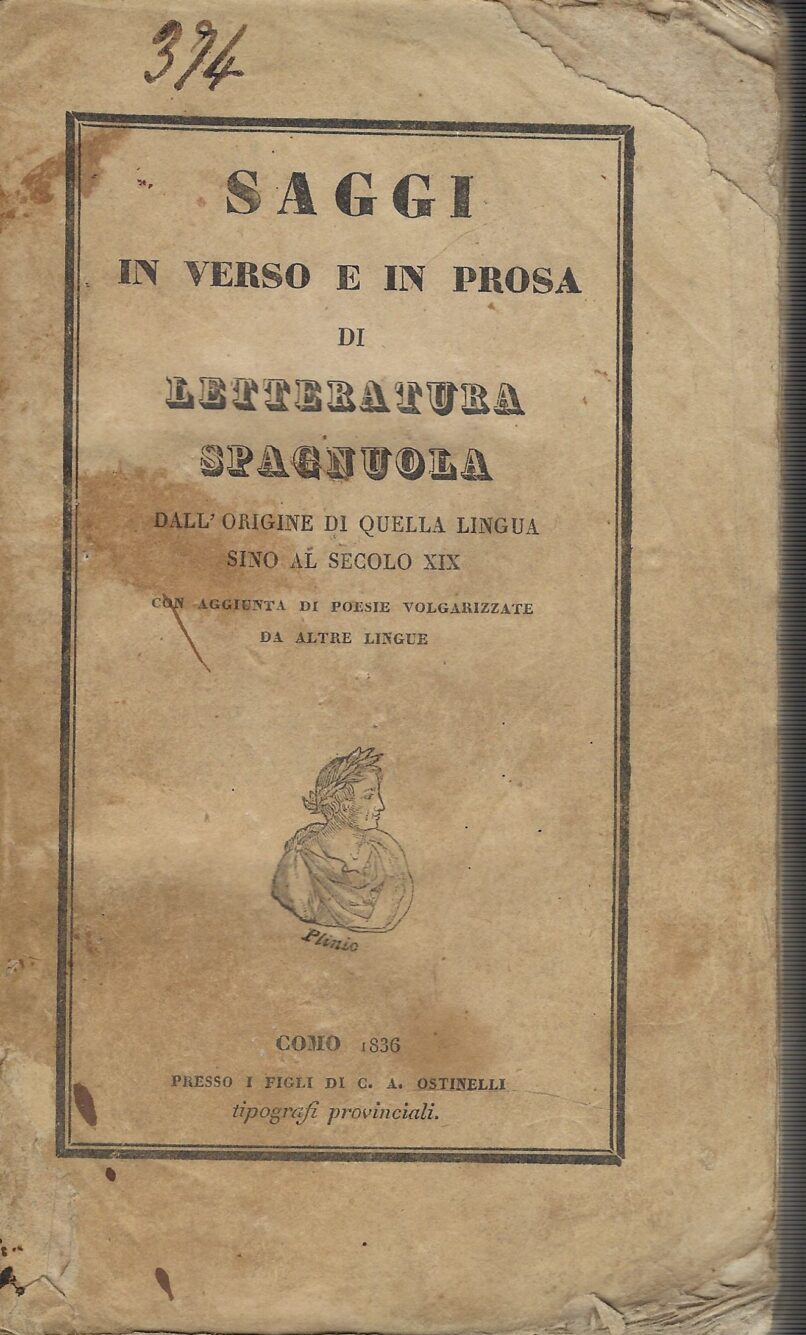 394
SAGGI
IN VERSO E IN PROSA
DI
LETTERATURA
SPAGNUOLA
DALL' ORIGINE DI QUELLA LINGUA
SINO AL SECOLO XIX
CON AGGIUNTA DI POESIE VOLGARIZZATE
DA ALTRE LINGUE
Plinio
COMO 1836
PRESSO I FIGLI DI C. A. OSTINELLI
tipografi provinciali.